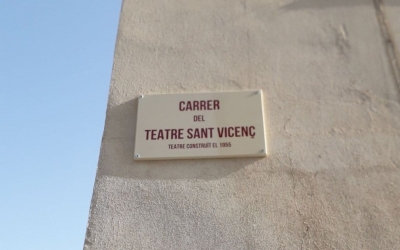 CARRER
DEL
TEATRE SANT VICENÇ
TEATRE CONSTRUÏT EL 1955